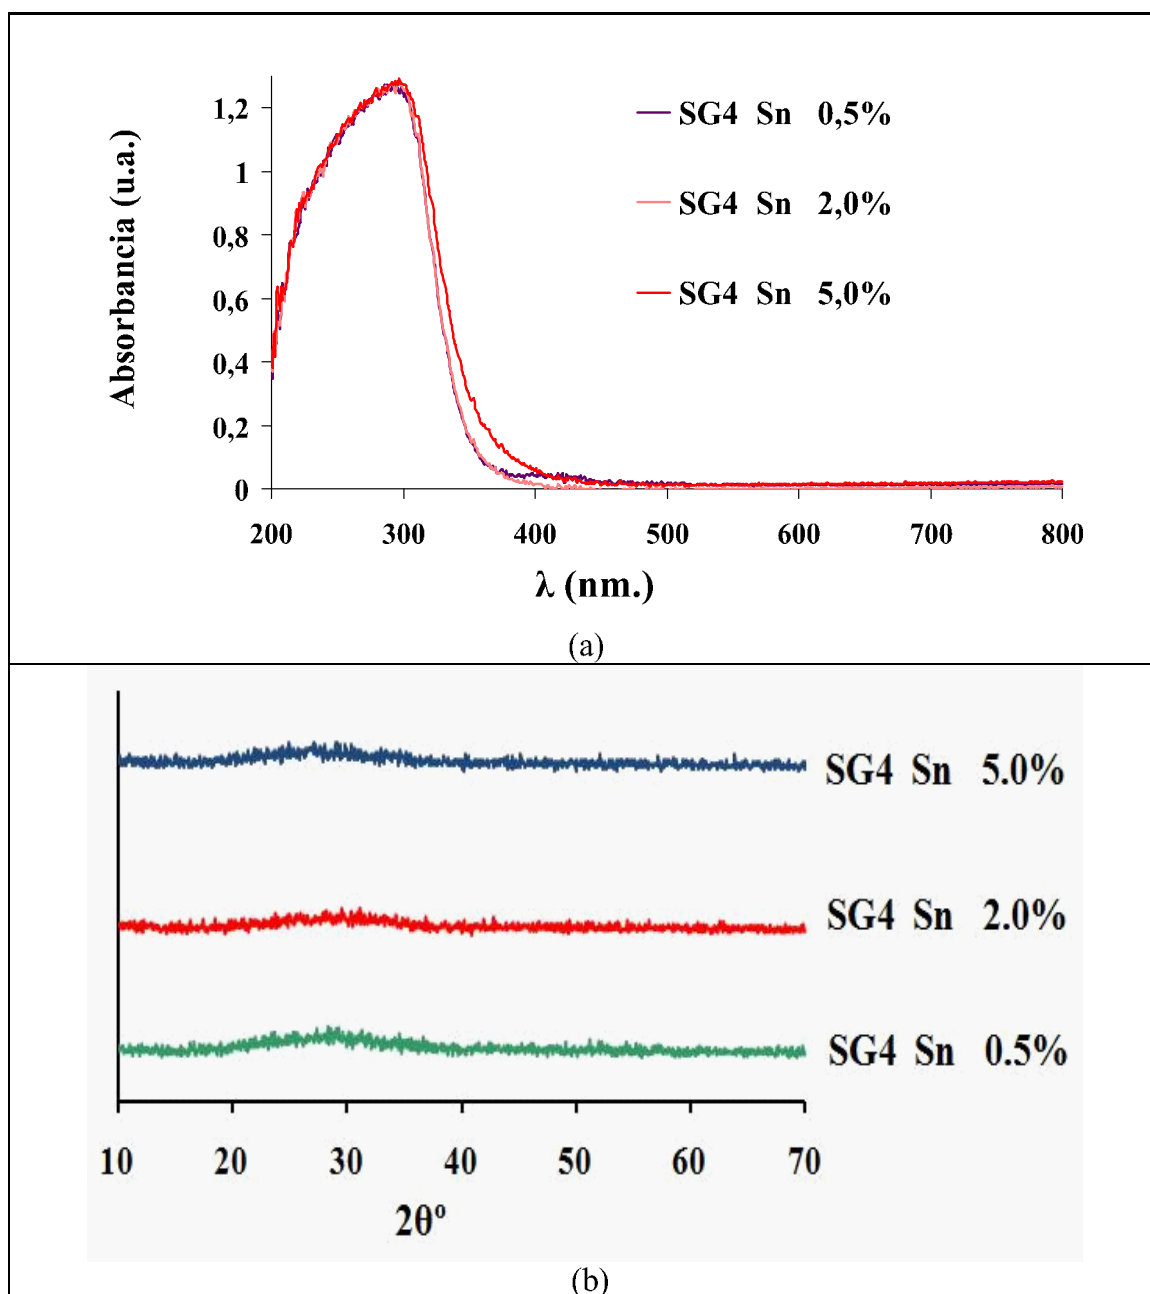 1,2
1
0,8
0,6
0,4
0,2
0
Absorbancia (u.a.)
SG4 Sn 0,5%
SG4 Sn 2,0%
SG4 Sn 5,0%
200 300 400 500 600 700 800
λ (nm.)
(a)
SG4 Sn 5.0%
SG4 Sn 2.0%
SG4 Sn 0.5%
10 20 30 40 50 60 70
2θº
(b)